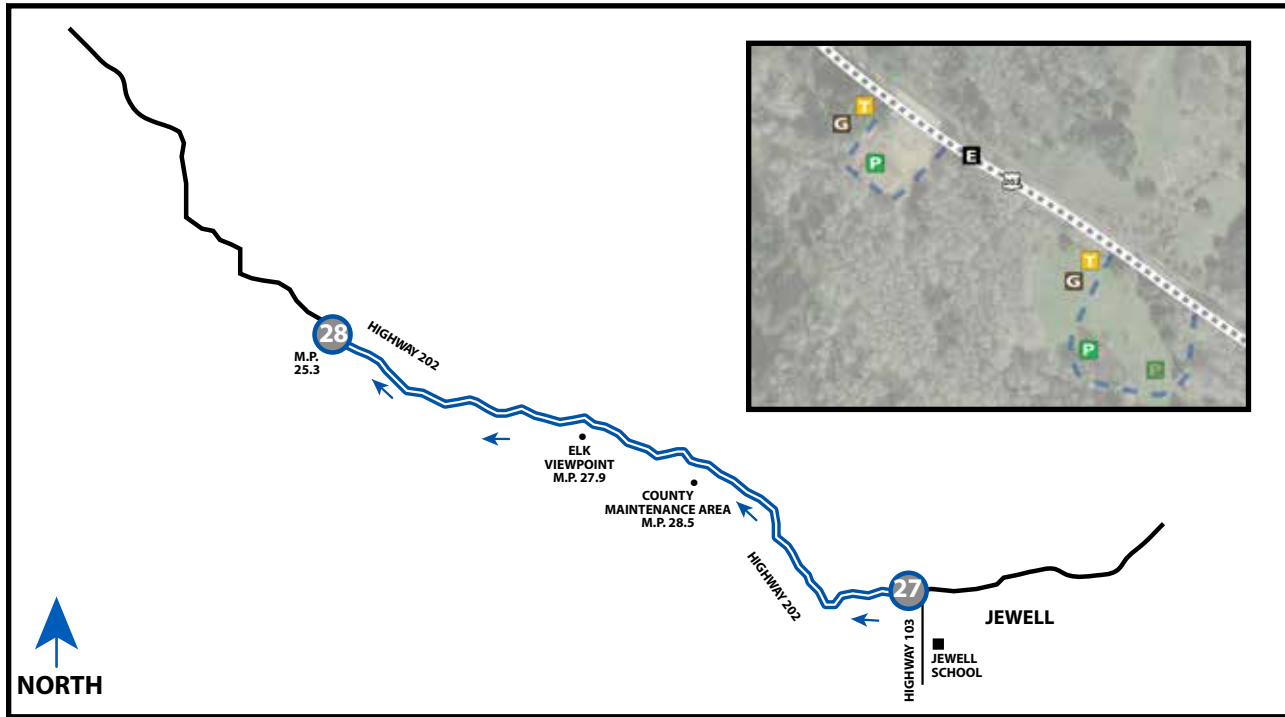 28
M.P.
25.3
HIGHWAY 202
ELK
VIEWPOINT
M.P. 27.9
COUNTY
MAINTENANCE AREA
M.P. 28.5
HIGHWAY 202
27
JEWELL
HIGHWAY 103
JEWELL
SCHOOL
NORTH
T
G
P
E
202
T
G
P
P